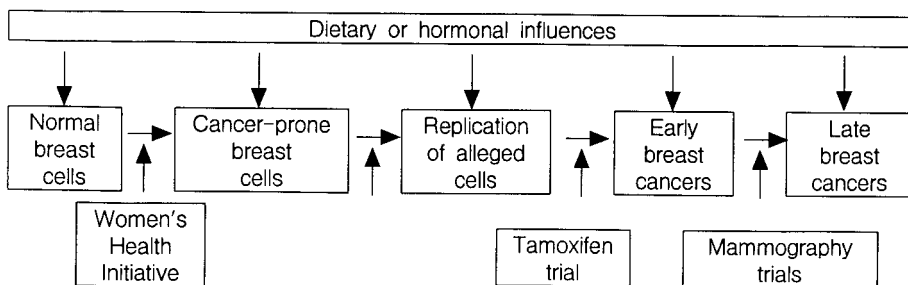 Dietary or hormonal influences
Normal
breast
cells
Cancer-prone
breast
cells
Replication
of alleged
cells
Early
breast
cancers
Late
breast
cancers
Women's
Health
Initiative
Tamoxifen
trial
Mammography
trials